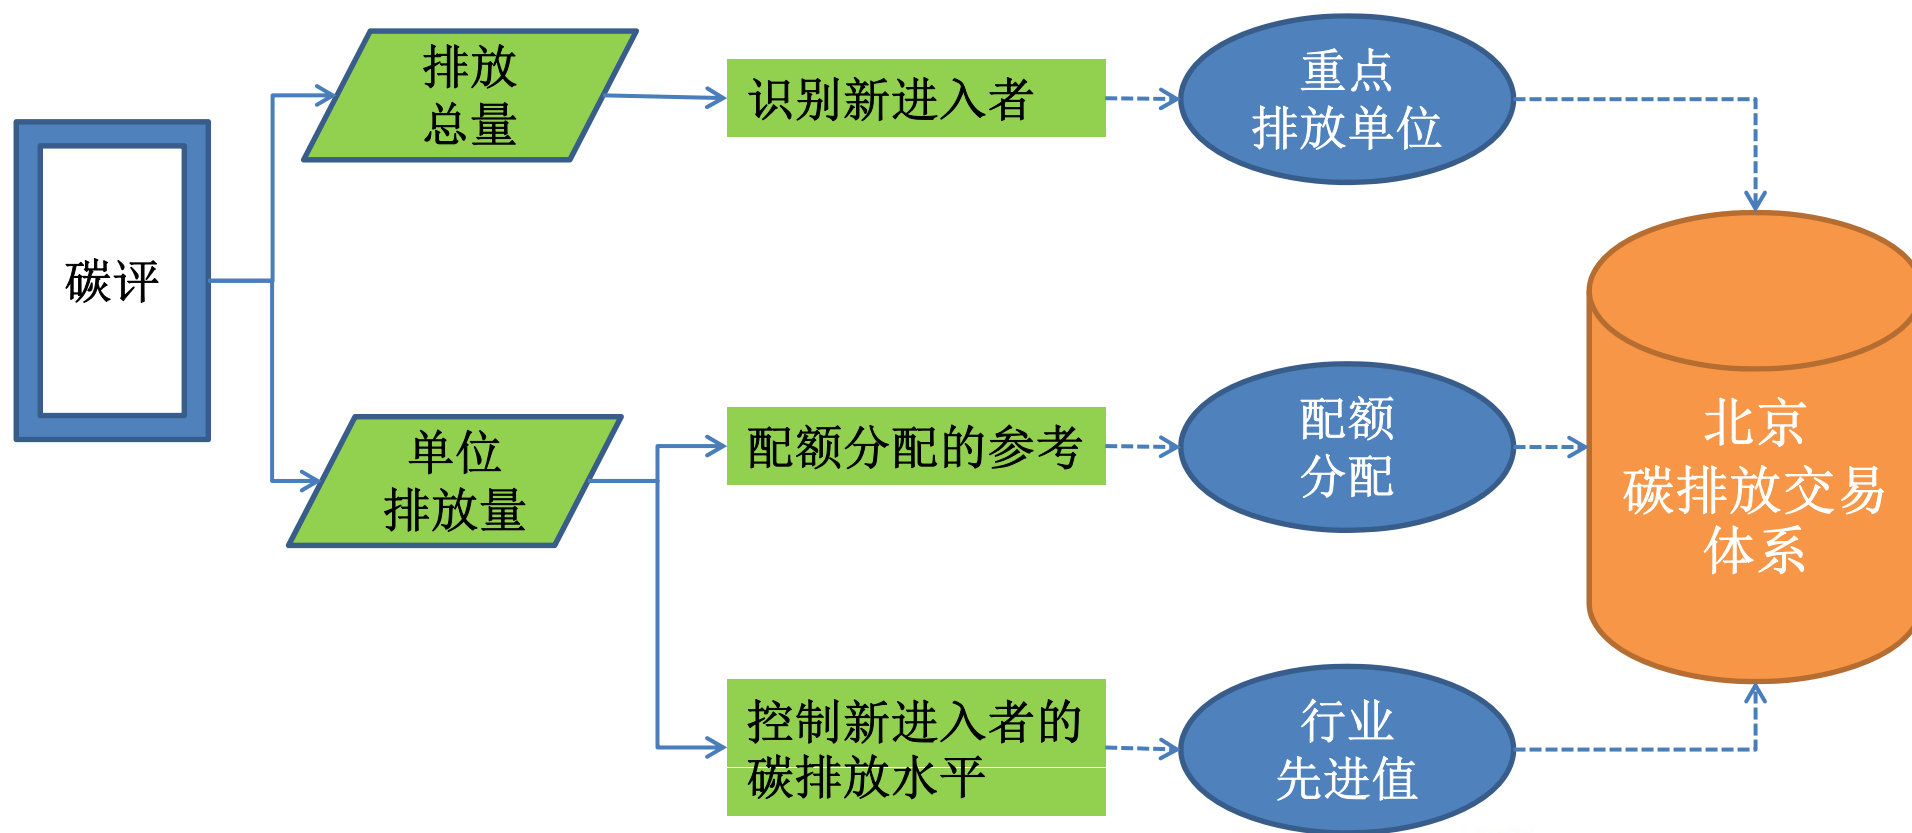 碳评
排放
总量
识别新进入者
重点
排放单位
单位
排放量
配额分配的参考
配额
分配
控制新进入者的
碳排放水平
行业
先进值
北京
碳排放交易
体系